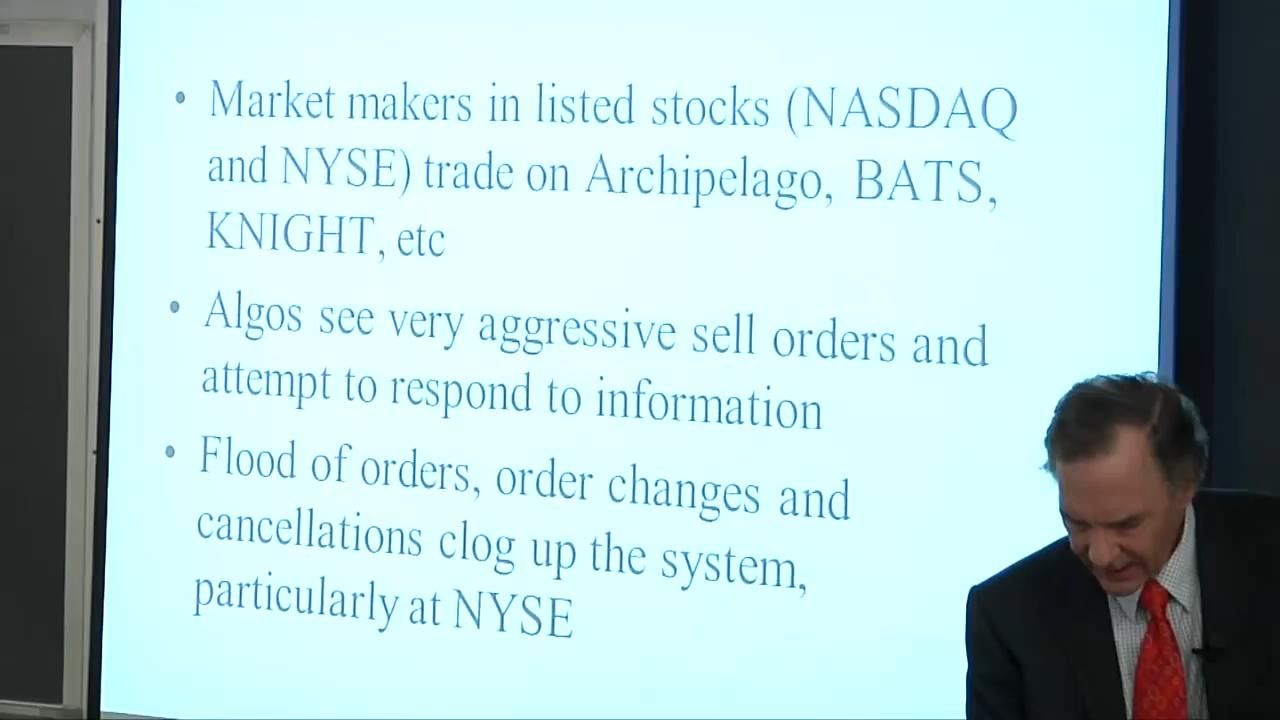 • Market makers in listed stocks (NASDAQ
and NYSE) trade on Archipelago, BATS,
KNIGHT, etc
• Algos see very aggressive sell orders and
attempt to respond to information
• Flood of orders, order changes and
cancellations clog up the system,
particularly at NYSE